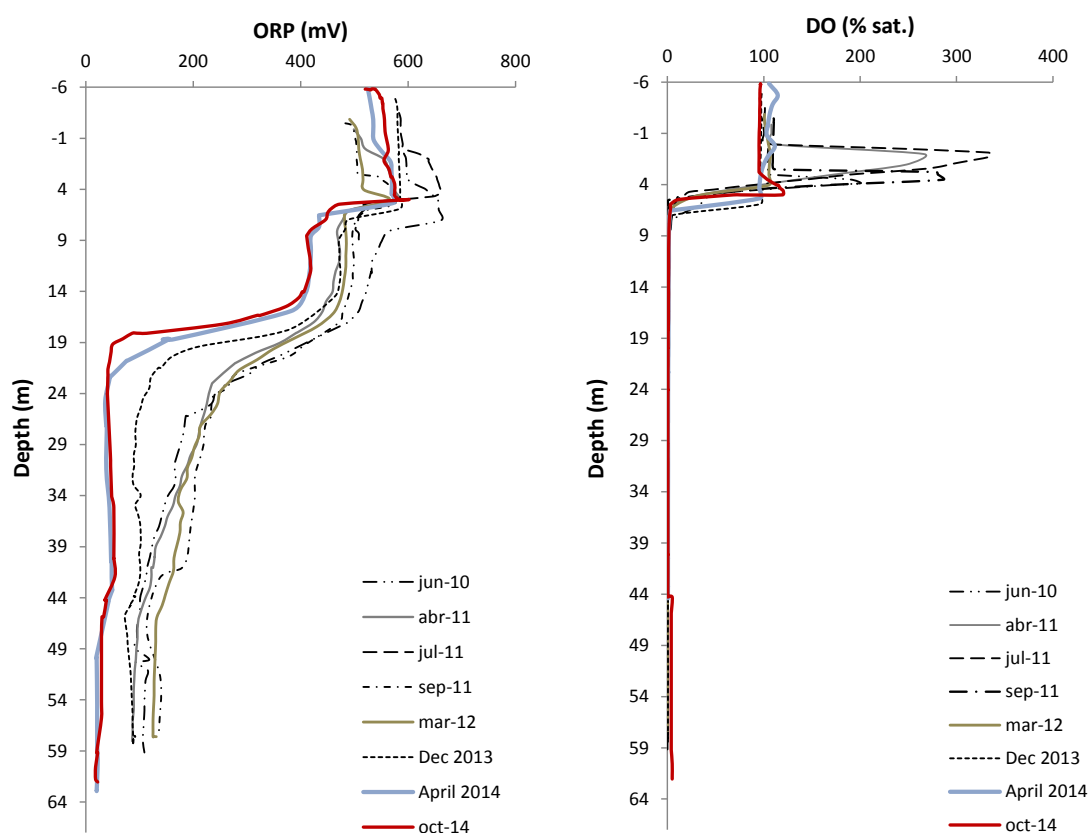 ORP (mV)
0 200 400 600 800
-6
-1
4
9
14
19
24
29
34
39
44
49
54
59
64
Depth (m)
jun-10
abr-11
jul-11
sep-11
mar-12
Dec 2013
April 2014
oct-14
DO (% sat.)
0 100 200 300 400
-6
-1
4
9
14
19
24
29
34
39
44
49
54
59
64
Depth (m)
jun-10
abr-11
jul-11
sep-11
mar-12
Dec 2013
April 2014
oct-14